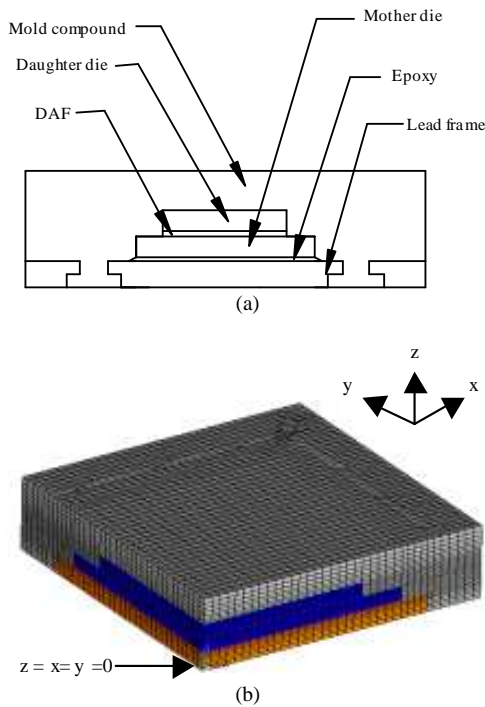 Mother die
Mold compound
Daughter die
Epoxy
DAF
Lead frame
(a)
z
y
x
z = x= y =0
(b)